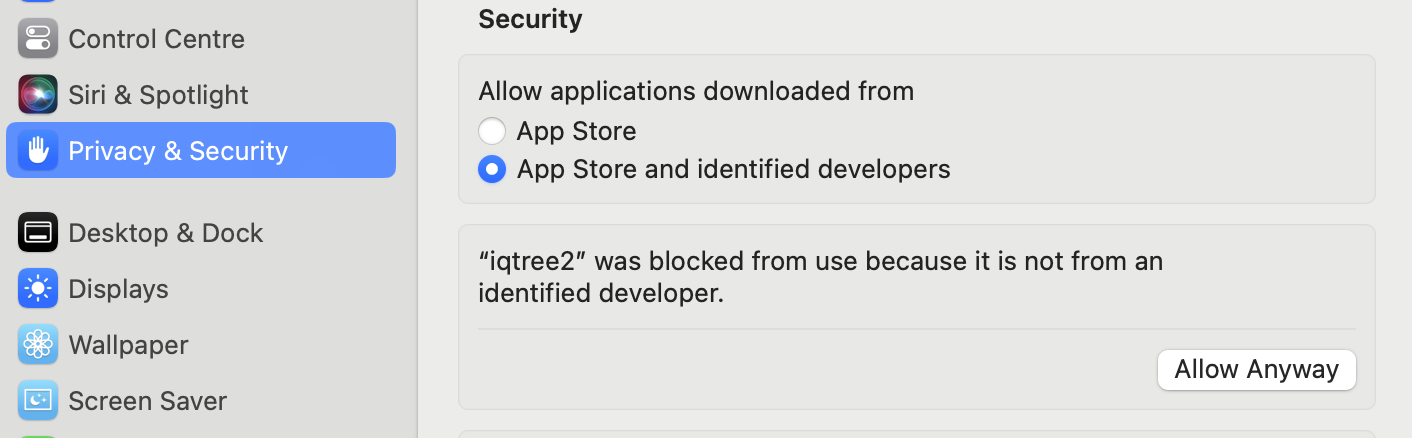 Control Centre
Siri & Spotlight
Privacy & Security
Desktop & Dock
Displays
Wallpaper
Screen Saver
Security
Allow applications downloaded from
App Store
App Store and identified developers
“iqtree2” was blocked from use because it is not from an
identified developer.
Allow Anyway